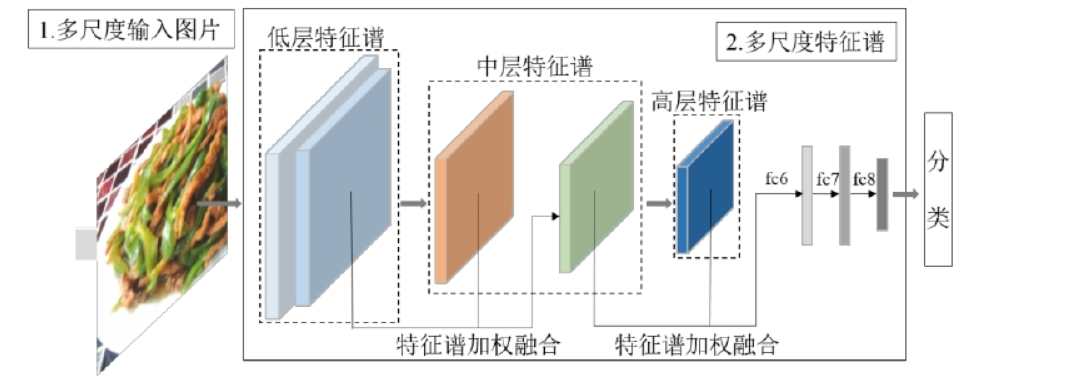 1.多尺度输入图片
低层特征谱
2.多尺度特征谱
中层特征谱
高层特征谱
fc6
fc7
fc8
分类
特征谱加权融合
特征谱加权融合